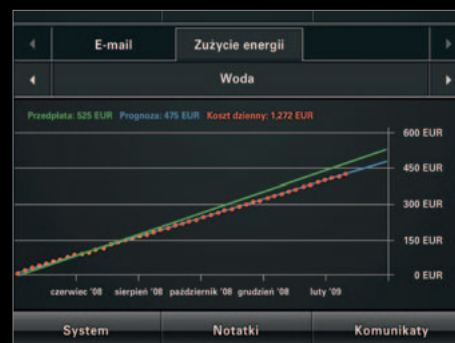 E-mail Zużycie energii
Woda
Przedpłata: 525 EUR Prognoza: 475 EUR Koszt dzienny: 1,272 EUR
600 EUR
450 EUR
300 EUR
150 EUR
0 EUR
czerwiec '08 sierpień '08 październik '08 grudzień '08 luty '09
System Notatki Komunikaty